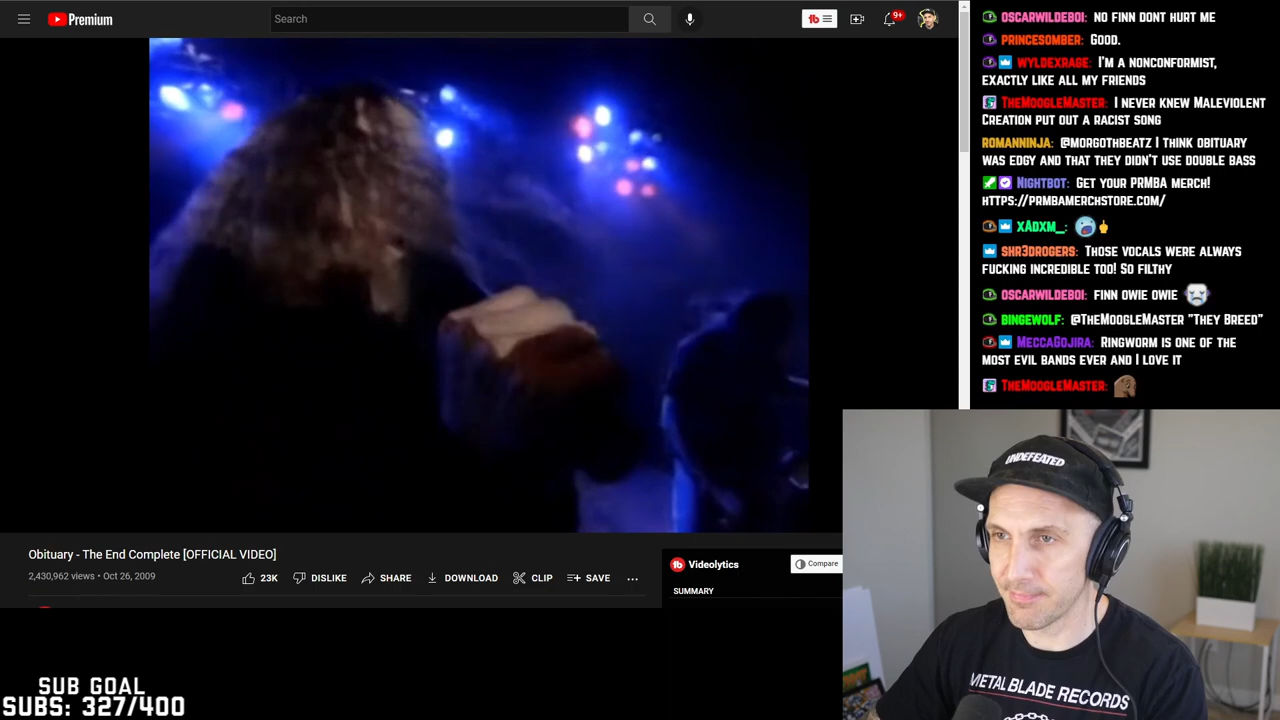 Premium
Search
9+
OSCARWILDEBOI: NO FINN DONT HURT ME
PRINCESOMBER: GOOD.
WYLDEXRAGE: I'M A NONCONFORMIST,
EXACTLY LIKE ALL MY FRIENDS
THEMOOGLEMASTER: I NEVER KNEW MALEVIOLENT
CREATION PUT OUT A RACIST SONG
ROMANNINJA: @MORGOTHBEATZ I THINK OBITUARY
WAS EDGY AND THAT THEY DIDN'T USE DOUBLE BASS
NIGHTBOT: GET YOUR PRMBA MERCH!
HTTPS://PRMBAMERCHSTORE.COM/
XADXM_:
SHR3DROGERS: THOSE VOCALS WERE ALWAYS
FUCKING INCREDIBLE TOO! SO FILTHY
OSCARWILDEBOI: FINN OWIE OWIE
BINGEWOLF: @THEMOOGLEMASTER "THEY BREED"
MECCAGOJIRA: RINGWORM IS ONE OF THE
MOST EVIL BANDS EVER AND I LOVE IT
THEMOOGLEMASTER:
Obituary - The End Complete [OFFICIAL VIDEO]
2,430,962 views • Oct 26, 2009
23K
DISLIKE
SHARE
DOWNLOAD
CLIP
SAVE
Videolytics
Compare
SUMMARY
UNDEFEATED
METAL BLADE RECORDS
SUB GOAL
SUBS: 327/400